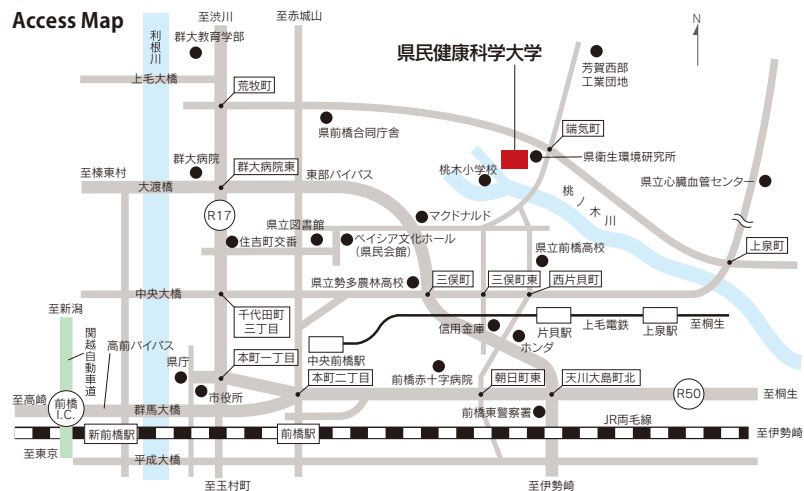 Access Map
至渋川
至赤城山
N
群大教育学部
利根川
県民健康科学大学
芳賀西部
工業団地
上毛大橋
荒牧町
県前橋合同庁舎
端気町
群大病院
県衛生環境研究所
至榛東村
群大病院東
東部バイパス
桃木小学校
県立心臓血管センター
大渡橋
桃ノ木川
R17
マクドナルド
県立図書館
住吉町交番
ベイシア文化ホール
(県民会館)
県立前橋高校
上泉町
県立勢多農林高校
三俣町
三俣町東
西片貝町
中央大橋
至新潟
千代田町
三丁目
信用金庫
片貝駅
上毛電鉄
上泉駅
至桐生
関越自動車道
高前バイパス
中央前橋駅
ホンダ
県庁
本町一丁目
前橋赤十字病院
本町二丁目
朝日町東
天川大島町北
市役所
R50
至桐生
至高崎
前橋
I.C.
群馬大橋
前橋東警察署
JR両毛線
新前橋駅
前橋駅
至伊勢崎
至東京
平成大橋
至玉村町
至伊勢崎